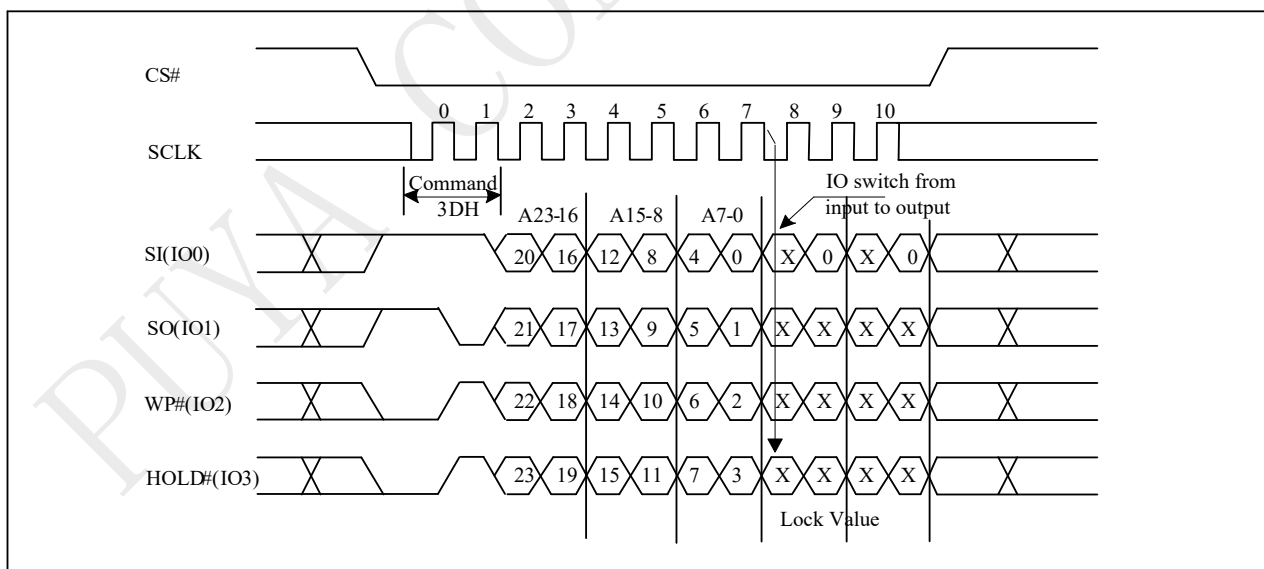 CS#
0 1 2 3 4 5 6 7 8 9 10
SCLK
Command
3DH
IO switch from
input to output
A23-16 A15-8 A7-0
SI(IO0) 20 16 12 8 4 0 X 0 X 0
SO(IO1) 21 17 13 9 5 1 X X X X
WP#(IO2) 22 18 14 10 6 2 X X X X
HOLD#(IO3) 23 19 15 11 7 3 X X X X
Lock Value
PUYA CO